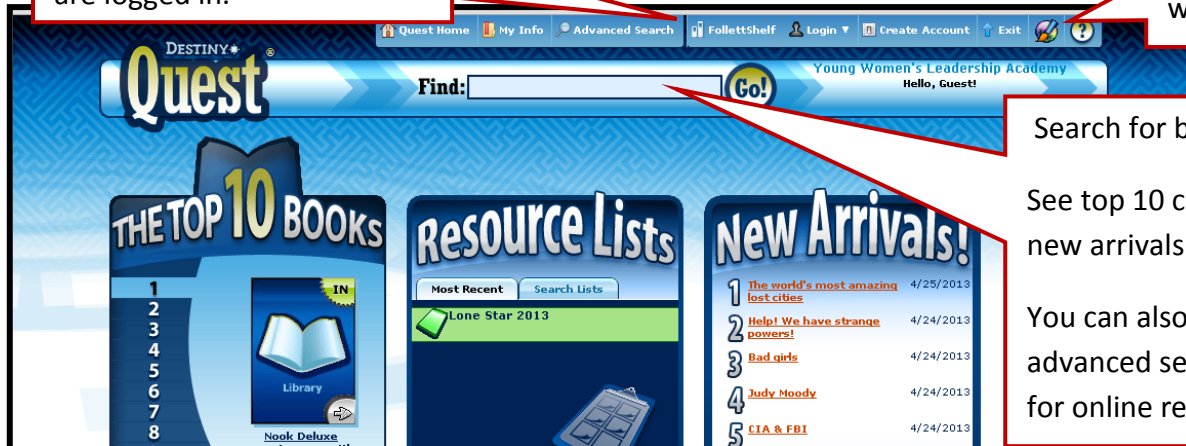 are logged in.
w
Quest Home My Info Advanced Search FollettShelf Login ▼ Create Account Exit ?
DESTINY
Quest ®
Find: Go!
Young Women's Leadership Academy
Hello, Guest!
Search for b
See top 10 c
new arrivals
You can also
advanced se
for online re
THE TOP 10 BOOKS
1
2
3
4
5
6
7
8
IN
Library
Nook Deluxe
Resource Lists
Most Recent Search Lists
Lone Star 2013
New Arrivals!
1 The world's most amazing 4/25/2013
lost cities
2 Help! We have strange 4/24/2013
powers!
3 Bad girls 4/24/2013
4 Judy Moody 4/24/2013
5 CIA & FBI 4/24/2013